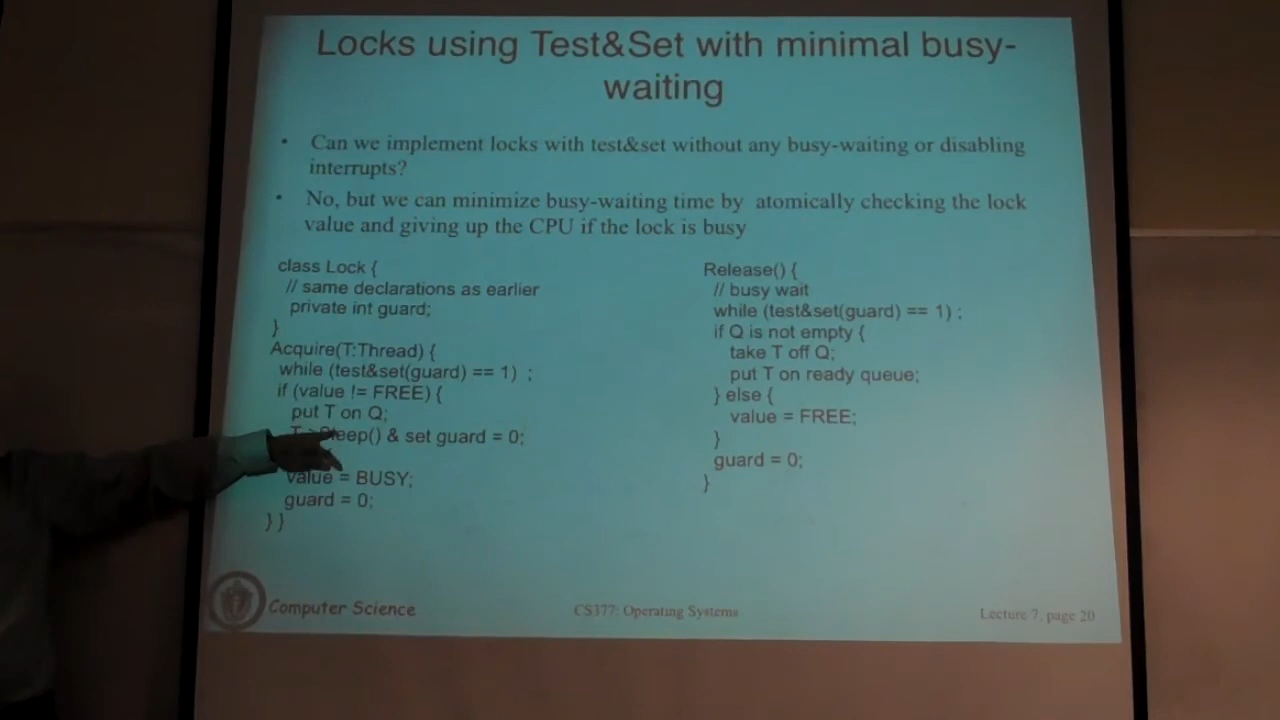 Locks using Test&Set with minimal busy-
waiting
• Can we implement locks with test&set without any busy-waiting or disabling
interrupts?
• No, but we can minimize busy-waiting time by atomically checking the lock
value and giving up the CPU if the lock is busy
class Lock {
// same declarations as earlier
private int guard;
}
Acquire(T:Thread) {
while (test&set(guard) == 1) ;
if (value != FREE) {
put T on Q;
& set guard = 0;
value = BUSY;
guard = 0;
} }
Release() {
// busy wait
while (test&set(guard) == 1) ;
if Q is not empty {
take T off Q;
put T on ready queue;
} else {
value = FREE;
}
guard = 0;
}
Computer Science
CS377: Operating Systems
Lecture 7, page 20